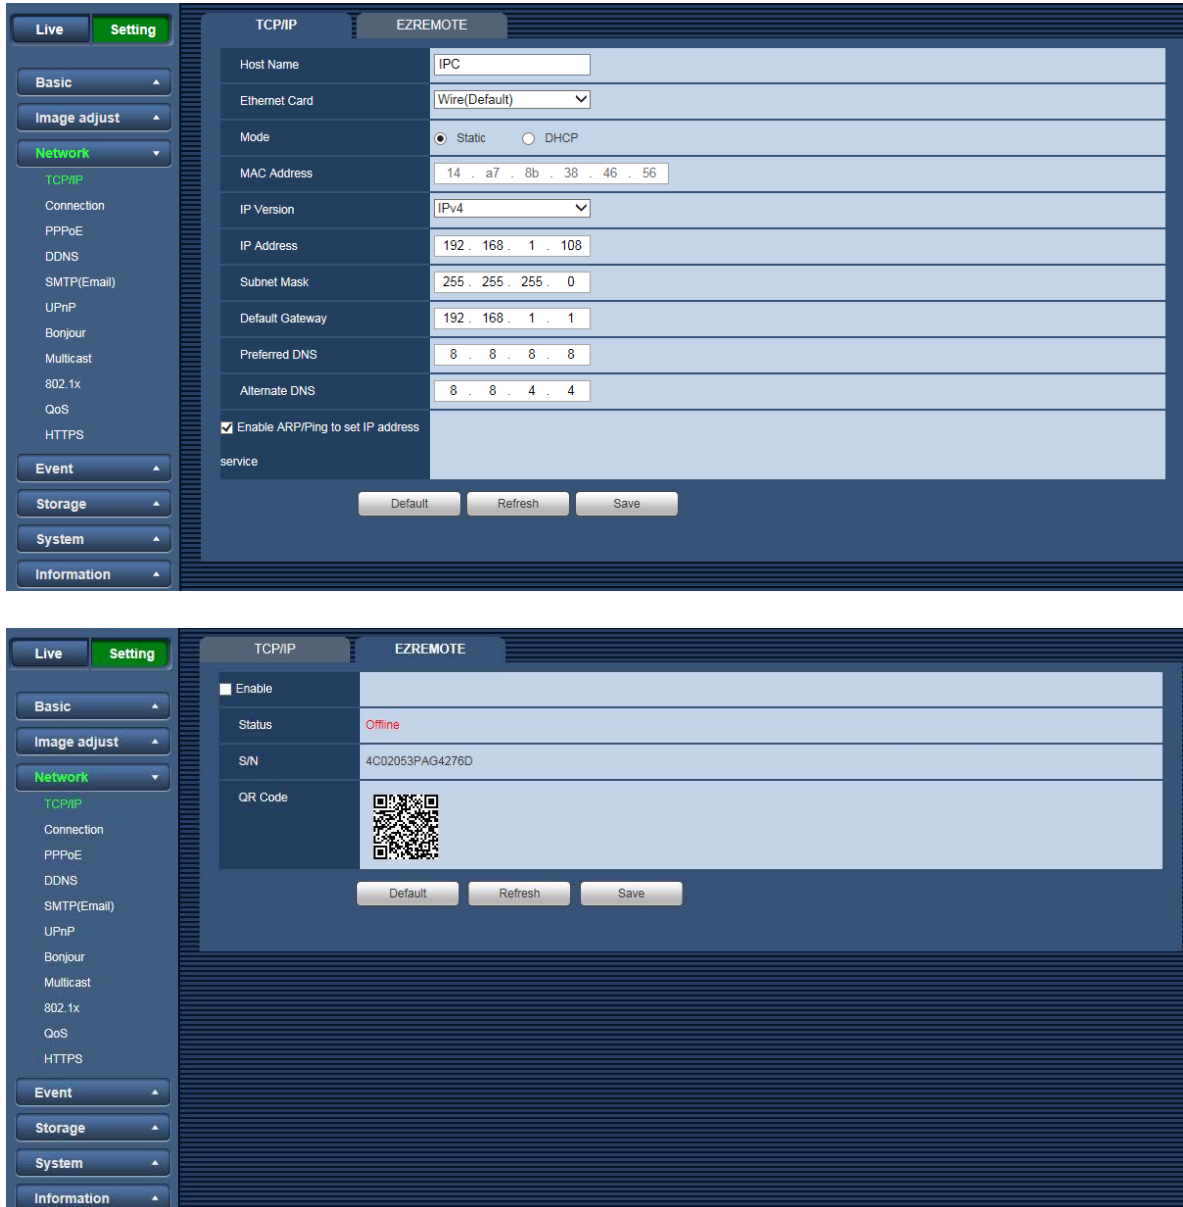 Live Setting
TCP/IP EZREMOTE
Basic
Image adjust
Network
TCP/IP
Connection
PPPoE
DDNS
SMTP(Email)
UPnP
Bonjour
Multicast
802.1x
QoS
HTTPS
Event
Storage
System
Information
Host Name IPC
Ethernet Card Wire(Default)
Mode Static DHCP
MAC Address 14 . a7 . 8b . 38 . 46 . 56
IP Version IPv4
IP Address 192 . 168 . 1 . 108
Subnet Mask 255 . 255 . 255 . 0
Default Gateway 192 . 168 . 1 . 1
Preferred DNS 8 . 8 . 8 . 8
Alternate DNS 8 . 8 . 4 . 4
Enable ARP/Ping to set IP address
service
Default Refresh Save
Live Setting
TCP/IP EZREMOTE
Basic
Image adjust
Network
TCP/IP
Connection
PPPoE
DDNS
SMTP(Email)
UPnP
Bonjour
Multicast
802.1x
QoS
HTTPS
Event
Storage
System
Information
Enable
Status Offline
S/N 4C02053PAG4276D
QR Code
Default Refresh Save